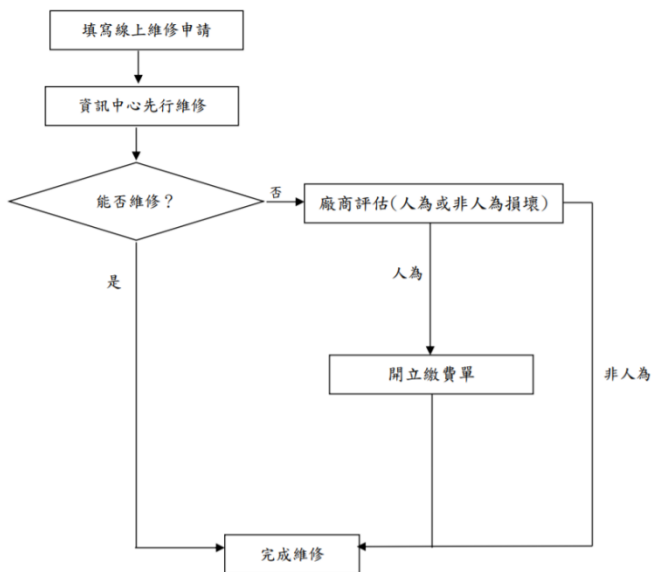 填寫線上維修申請
資訊中心先行維修
能否維修？
否
廠商評估(人為或非人為損壞)
是
人為
開立繳費單
非人為
完成維修